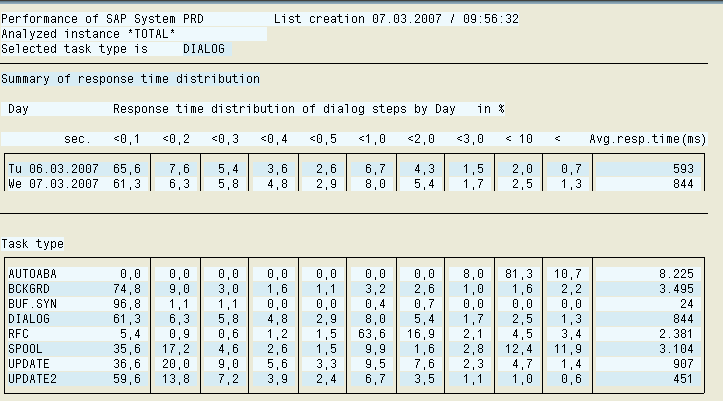 Performance of SAP System PRD List creation 07.03.2007 / 09:56:32
Analyzed instance *TOTAL*
Selected task type is DIALOG
Summary of response time distribution
Day Response time distribution of dialog steps by Day in %
sec. <0,1 <0,2 <0,3 <0,4 <0,5 <1,0 <2,0 <3,0 < 10 < Avg.resp.time(ms)
Tu 06.03.2007 65,6 7,6 5,4 3,6 2,6 6,7 4,3 1,5 2,0 0,7 593
We 07.03.2007 61,3 6,3 5,8 4,8 2,9 8,0 5,4 1,7 2,5 1,3 844
Task type
AUTOABA 0,0 0,0 0,0 0,0 0,0 0,0 0,0 8,0 81,3 10,7 8.225
BCKGRD 74,8 9,0 3,0 1,6 1,1 3,2 2,6 1,0 1,6 2,2 3.495
BUF.SYN 96,8 1,1 1,1 0,0 0,0 0,4 0,7 0,0 0,0 0,0 24
DIALOG 61,3 6,3 5,8 4,8 2,9 8,0 5,4 1,7 2,5 1,3 844
RFC 5,4 0,9 0,6 1,2 1,5 63,6 16,9 2,1 4,5 3,4 2.381
SPOOL 35,6 17,2 4,6 2,6 1,5 9,9 1,6 2,8 12,4 11,9 3.104
UPDATE 36,6 20,0 9,0 5,6 3,3 9,5 7,6 2,3 4,7 1,4 907
UPDATE2 59,6 13,8 7,2 3,9 2,4 6,7 3,5 1,1 1,0 0,6 451